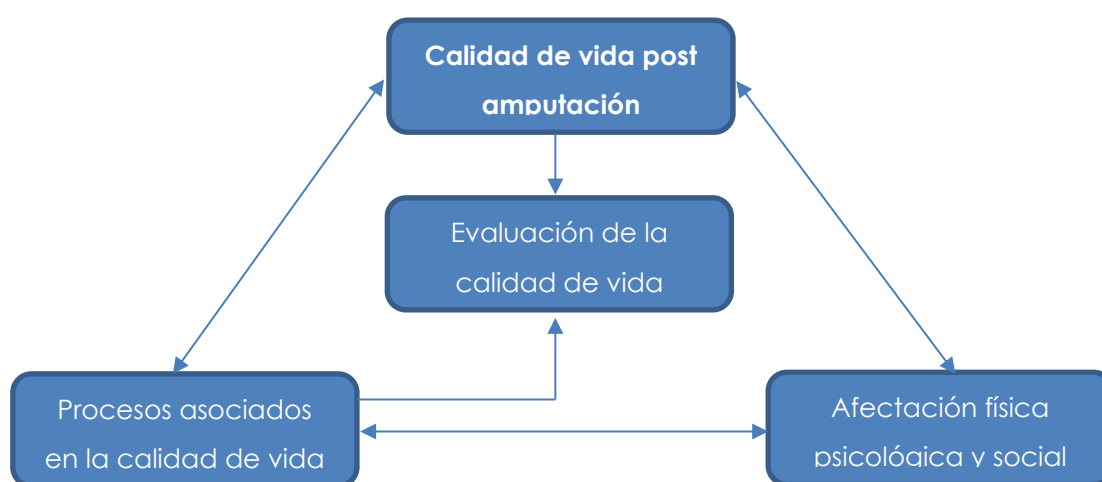 Calidad de vida post
amputación
Evaluación de la
calidad de vida
Procesos asociados
en la calidad de vida
Afectación física
psicológica y social